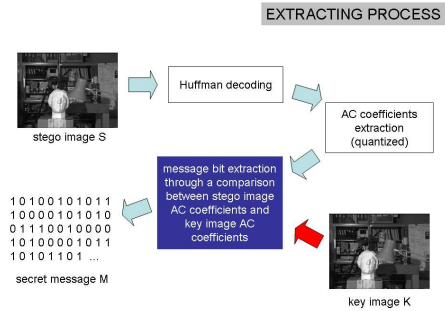 EXTRACTING PROCESS
Huffman decoding
stego image S
AC coefficients
extraction
(quantized)
message bit extraction
through a comparison
between stego image
AC coefficients and
key image AC
coefficients
1 0 1 0 0 1 0 1 0 1 1
1 0 0 0 0 1 0 1 0 1 0
0 1 1 1 0 0 1 0 0 0 0
1 0 1 0 0 0 0 1 0 1 1
1 0 1 0 1 1 0 1 ...
secret message M
key image K